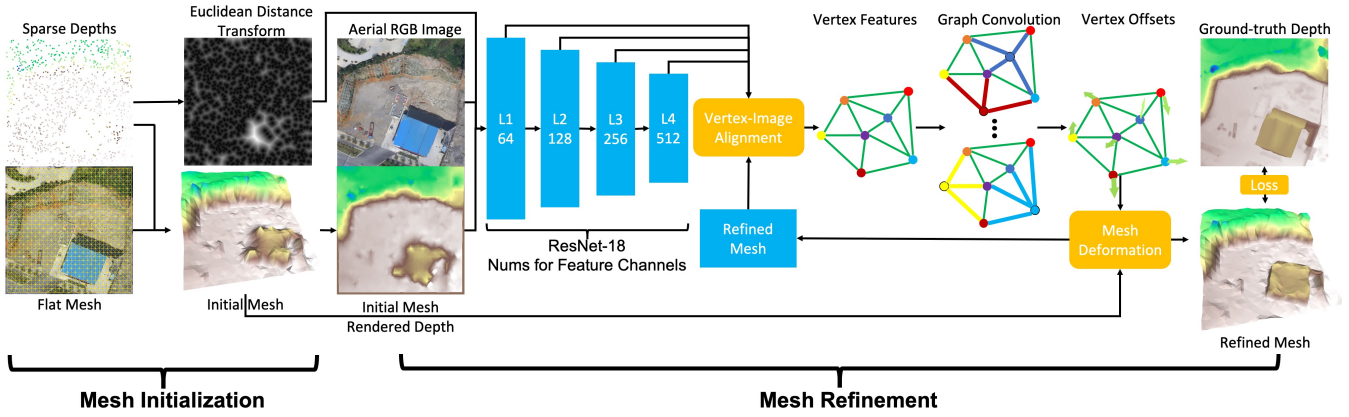 Sparse Depths
Euclidean Distance
Transform
Aerial RGB Image
Flat Mesh
Initial Mesh
Initial Mesh
Rendered Depth
L1
64
L2
128
L3
256
L4
512
ResNet-18
Nums for Feature Channels
Vertex-Image
Alignment
Refined
Mesh
Vertex Features
Graph Convolution
Vertex Offsets
Mesh
Deformation
Ground-truth Depth
Loss
Refined Mesh
Mesh Initialization
Mesh Refinement